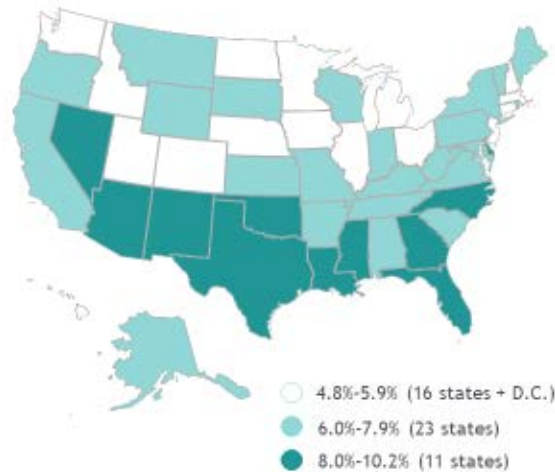 4.8%-5.9% (16 states + D.C.)
6.0%-7.9% (23 states)
8.0%-10.2% (11 states)